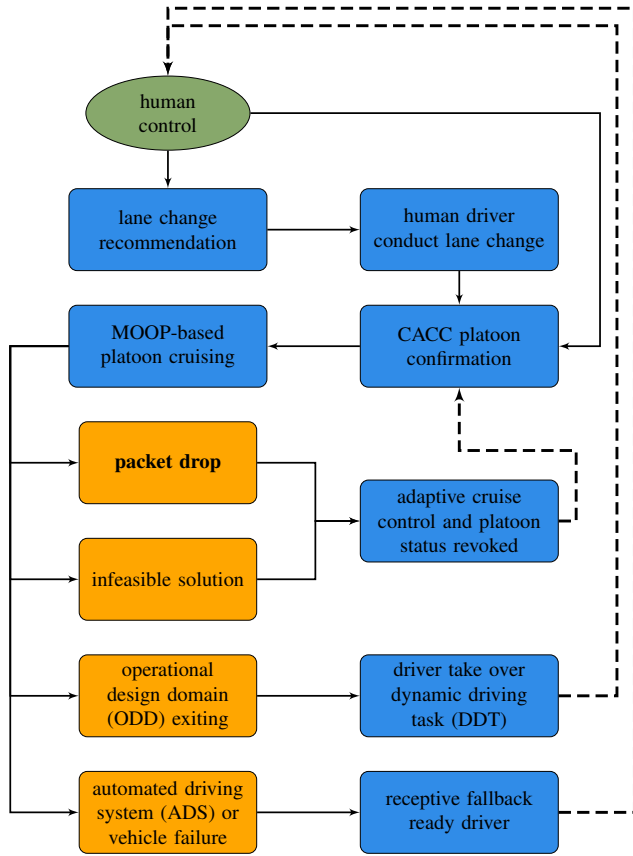 human
control
lane change
recommendation
human driver
conduct lane change
MOOP-based
platoon cruising
CACC platoon
confirmation
packet drop
adaptive cruise
control and platoon
status revoked
infeasible solution
operational
design domain
(ODD) exiting
driver take over
dynamic driving
task (DDT)
automated driving
system (ADS) or
vehicle failure
receptive fallback
ready driver